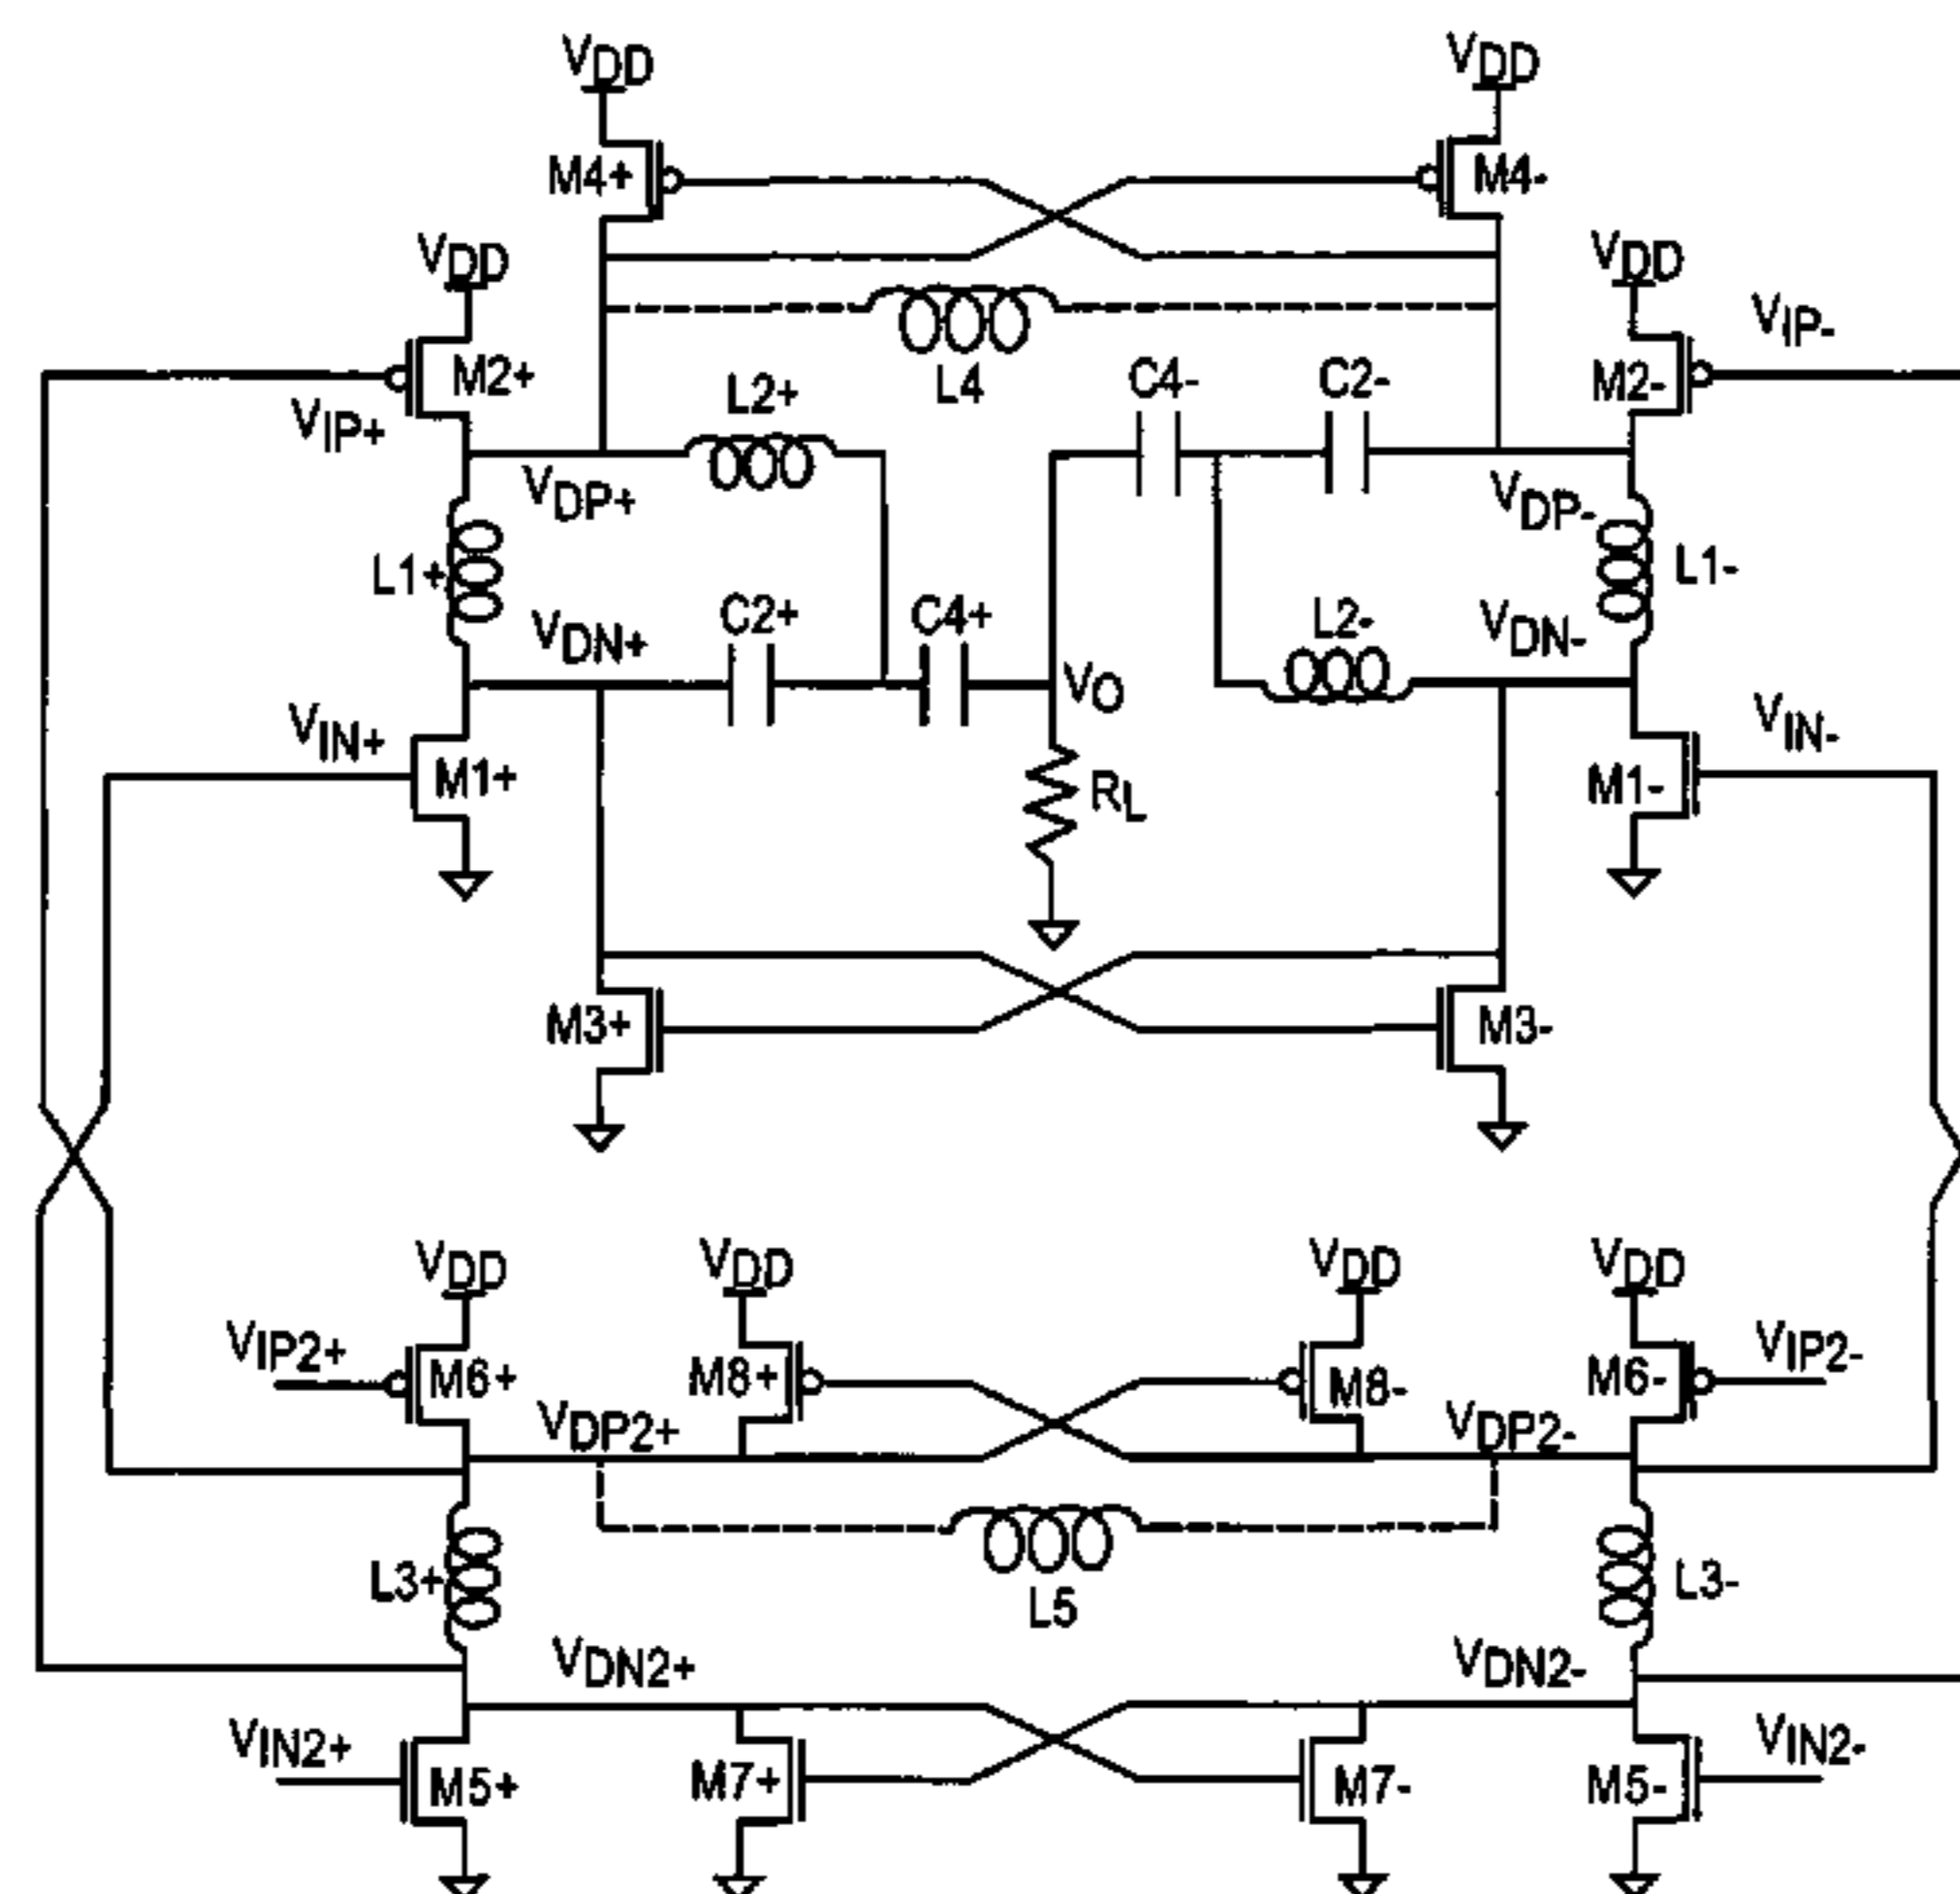 VDD
VDD
M4+
M4-
VDD
VDD
VIP-
M2+
L4
C4-
C2-
M2-
L2+
VIP+
VDP+
VDP-
L1+
L1-
VDN+
C2+
C4+
L2-
VDN-
VO
VIN+
VIN-
M1+
RL
M1-
M3+
M3-
VDD
VDD
VDD
VDD
VIP2+
VIP2-
M6+
M8+
M8-
M6-
VDP2+
VDP2-
L3+
L3-
L5
VDN2+
VDN2-
VIN2+
VIN2-
M5+
M7+
M7-
M5-